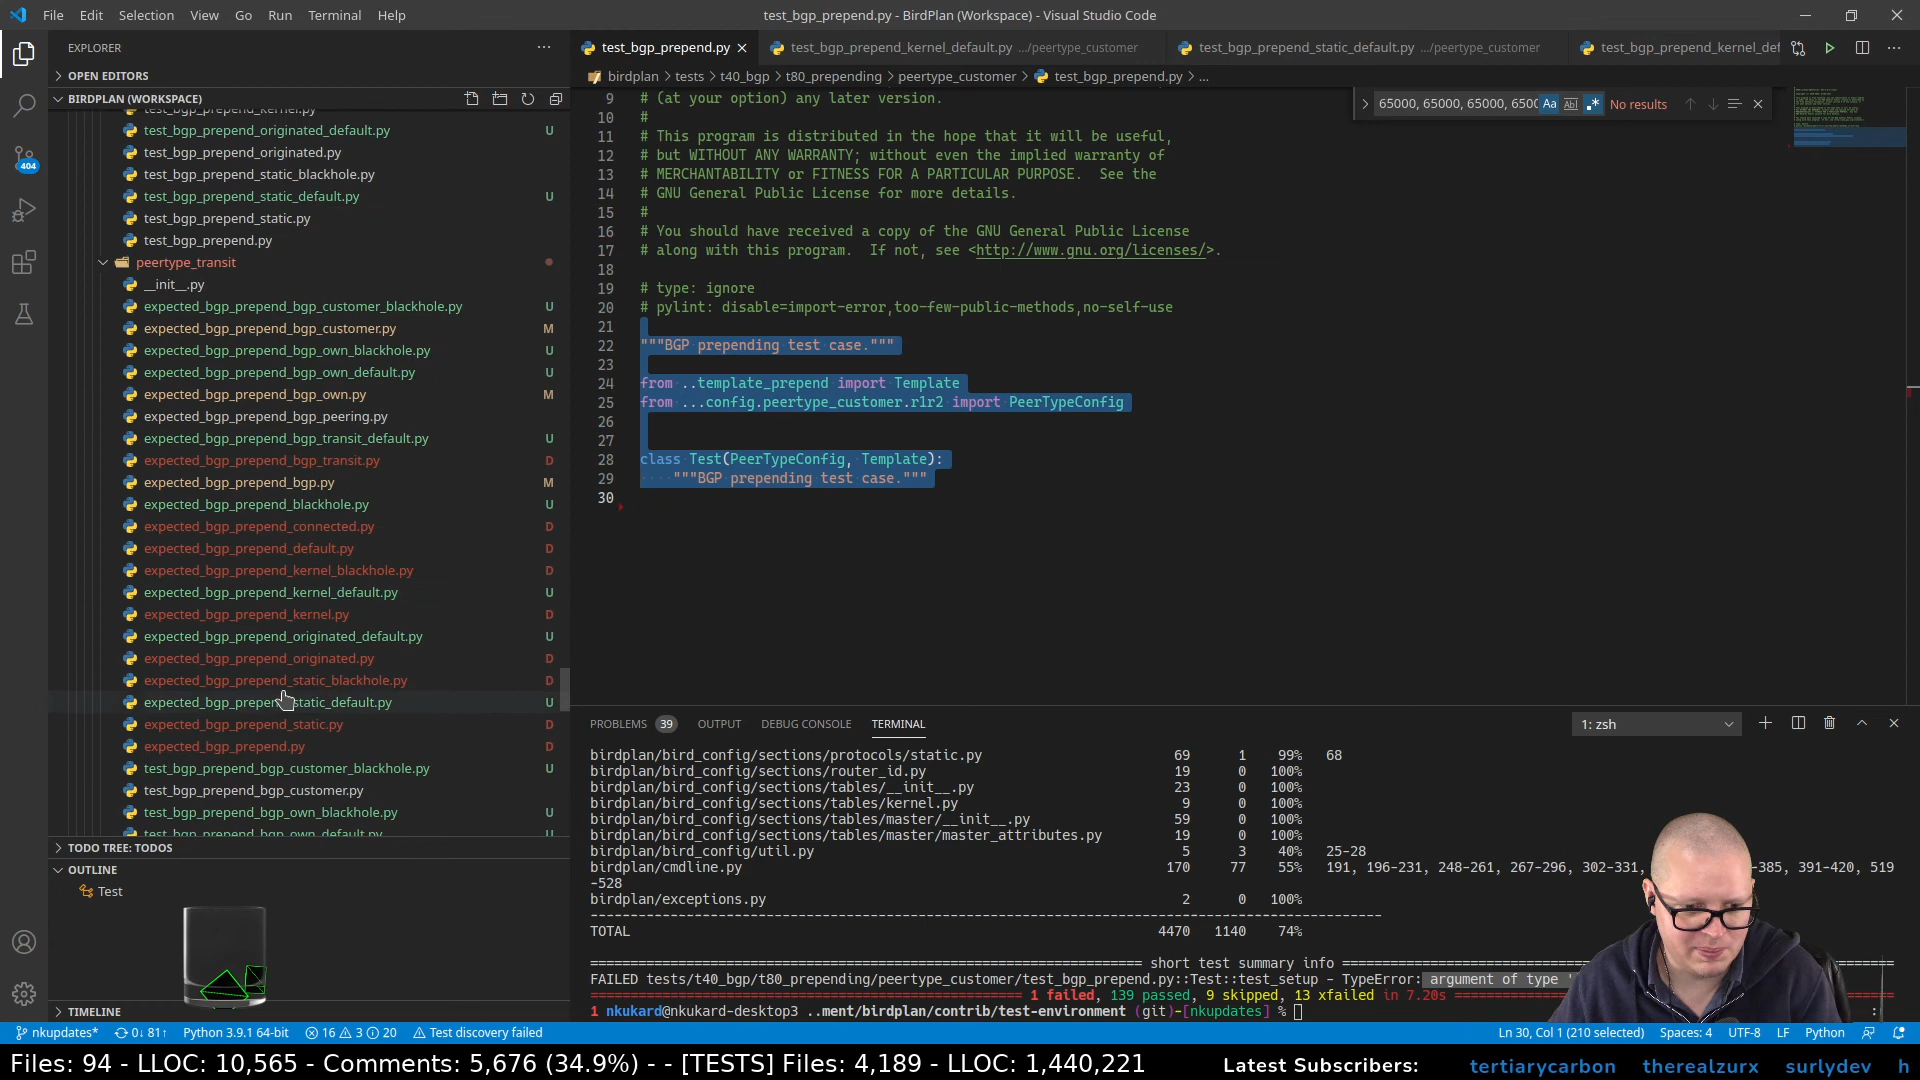 File Edit Selection View Go Run Terminal Help
test_bgp_prepend.py - BirdPlan (Workspace) - Visual Studio Code
EXPLORER
OPEN EDITORS
BIRDPLAN (WORKSPACE)
test_bgp_prepend_kernel.py
test_bgp_prepend_originated_default.py U
test_bgp_prepend_originated.py
test_bgp_prepend_static_blackhole.py
test_bgp_prepend_static_default.py U
test_bgp_prepend_static.py
test_bgp_prepend.py
peertype_transit
__init__.py
expected_bgp_prepend_bgp_customer_blackhole.py U
expected_bgp_prepend_bgp_customer.py M
expected_bgp_prepend_bgp_own_blackhole.py U
expected_bgp_prepend_bgp_own_default.py U
expected_bgp_prepend_bgp_own.py M
expected_bgp_prepend_bgp_peering.py
expected_bgp_prepend_bgp_transit_default.py U
expected_bgp_prepend_bgp_transit.py D
expected_bgp_prepend_bgp.py M
expected_bgp_prepend_blackhole.py U
expected_bgp_prepend_connected.py D
expected_bgp_prepend_default.py D
expected_bgp_prepend_kernel_blackhole.py D
expected_bgp_prepend_kernel_default.py U
expected_bgp_prepend_kernel.py D
expected_bgp_prepend_originated_default.py U
expected_bgp_prepend_originated.py D
expected_bgp_prepend_static_blackhole.py D
expected_bgp_prepend_static_default.py U
expected_bgp_prepend_static.py D
expected_bgp_prepend.py D
test_bgp_prepend_bgp_customer_blackhole.py U
test_bgp_prepend_bgp_customer.py
test_bgp_prepend_bgp_own_blackhole.py U
test_bgp_prepend_bgp_own_default.py U
TODO TREE: TODOS
OUTLINE
Test
TIMELINE
404
test_bgp_prepend.py
test_bgp_prepend_kernel_default.py .../peertype_customer
test_bgp_prepend_static_default.py .../peertype_customer
test_bgp_prepend_kernel_def
birdplan > tests > t40_bgp > t80_prepending > peertype_customer > test_bgp_prepend.py > ...
65000, 65000, 65000, 6500 Aa Abl .* No results
9 # (at your option) any later version.
10 #
11 # This program is distributed in the hope that it will be useful,
12 # but WITHOUT ANY WARRANTY; without even the implied warranty of
13 # MERCHANTABILITY or FITNESS FOR A PARTICULAR PURPOSE.  See the
14 # GNU General Public License for more details.
15 #
16 # You should have received a copy of the GNU General Public License
17 # along with this program.  If not, see <http://www.gnu.org/licenses/>.
18
19 # type: ignore
20 # pylint: disable=import-error,too-few-public-methods,no-self-use
21
22 """BGP prepending test case."""
23
24 from ..template_prepend import Template
25 from ...config.peertype_customer.r1r2 import PeerTypeConfig
26
27
28 class Test(PeerTypeConfig, Template):
29 """BGP prepending test case."""
30
PROBLEMS 39 OUTPUT DEBUG CONSOLE TERMINAL
1: zsh
birdplan/bird_config/sections/protocols/static.py 69 1 99% 68
birdplan/bird_config/sections/router_id.py 19 0 100%
birdplan/bird_config/sections/tables/__init__.py 23 0 100%
birdplan/bird_config/sections/tables/kernel.py 9 0 100%
birdplan/bird_config/sections/tables/master/__init__.py 59 0 100%
birdplan/bird_config/sections/tables/master/master_attributes.py 19 0 100%
birdplan/bird_config/util.py 5 3 40% 25-28
birdplan/cmdline.py 170 77 55% 191, 196-231, 248-261, 267-296, 302-331, -385, 391-420, 519
-528
birdplan/exceptions.py 2 0 100%
TOTAL 4470 1140 74%
short test summary info
FAILED tests/t40_bgp/t80_prepending/peertype_customer/test_bgp_prepend.py::Test::test_setup - TypeError: argument of type '
1 failed, 139 passed, 9 skipped, 13 xfailed in 7.20s
1 nkukard@nkukard-desktop3 ..ment/birdplan/contrib/test-environment (git)-[nkupdates] %
nkupdates* 0↓ 81↑ Python 3.9.1 64-bit 16 3 20 Test discovery failed
Ln 30, Col 1 (210 selected) Spaces: 4 UTF-8 LF Python
Files: 94 - LLOC: 10,565 - Comments: 5,676 (34.9%) - - [TESTS] Files: 4,189 - LLOC: 1,440,221
Latest Subscribers: tertiarycarbon therealzurx surlydev h